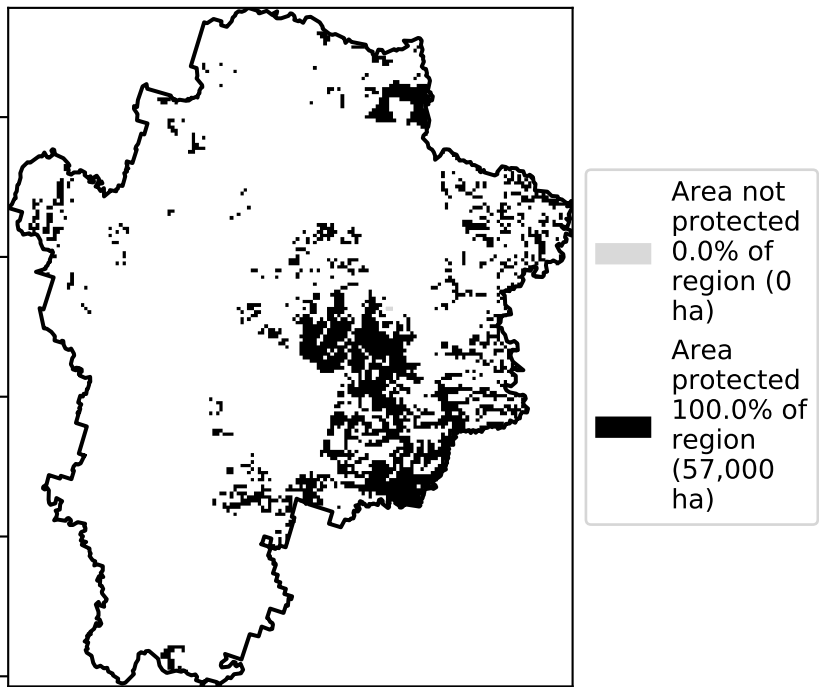 Area not
protected
0.0% of
region (0
ha)
Area
protected
100.0% of
region
(57,000
ha)